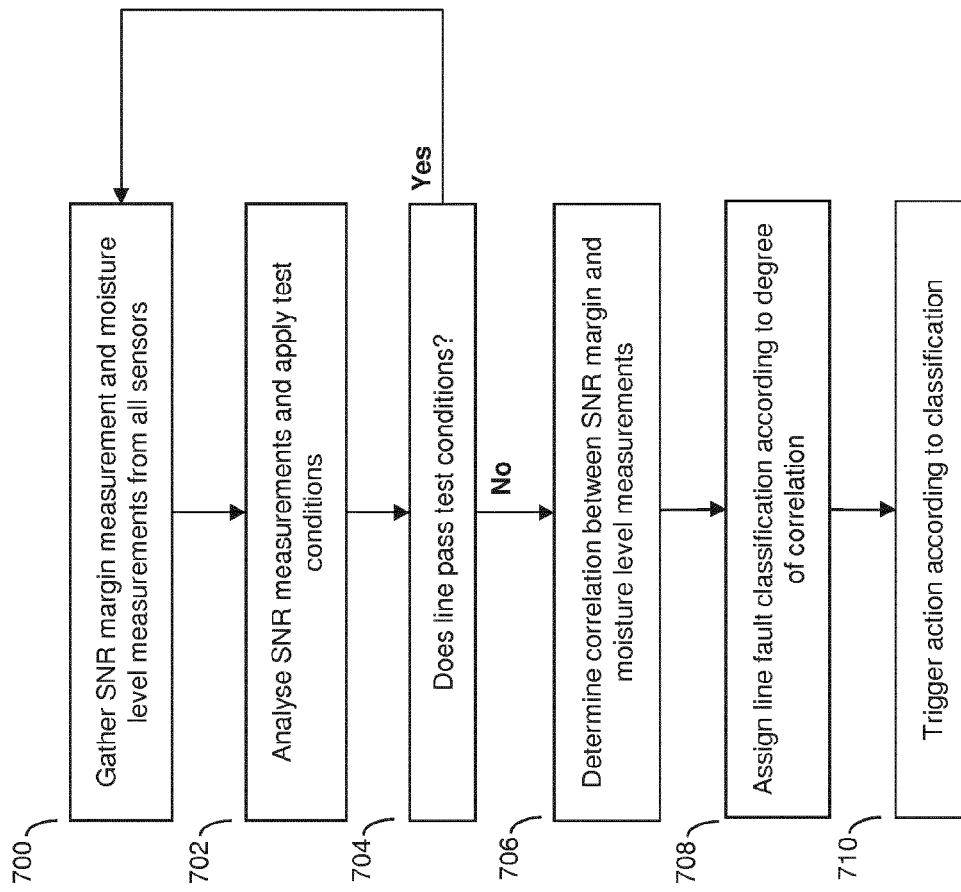 700
Gather SNR margin measurement and moisture
level measurements from all sensors
702
Analyse SNR measurements and apply test
conditions
704
Does line pass test conditions?
Yes
No
706
Determine correlation between SNR margin and
moisture level measurements
708
Assign line fault classification according to degree
of correlation
710
Trigger action according to classification